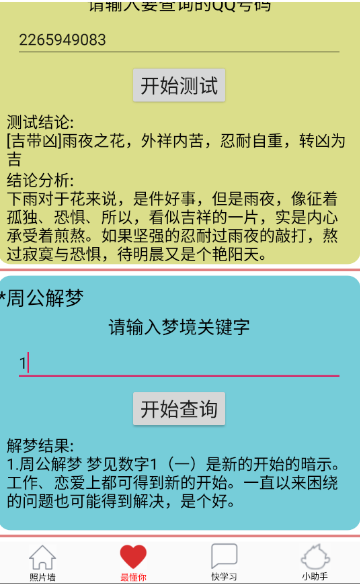 请输入要查询的QQ号码
2265949083
开始测试
测试结论:
[吉带凶]雨夜之花，外祥内苦，忍耐自重，转凶为
吉
结论分析:
下雨对于花来说，是件好事，但是雨夜，像征着
孤独、恐惧、所以，看似吉祥的一片，实是内心
承受着煎熬。如果坚强的忍耐过雨夜的敲打，熬
过寂寞与恐惧，待明晨又是个艳阳天。
*周公解梦
请输入梦境关键字
1
开始查询
解梦结果:
1.周公解梦 梦见数字1（一）是新的开始的暗示。
工作、恋爱上都可得到新的开始。一直以来困绕
的问题也可能得到解决，是个好。
照片墙 最懂你 快学习 小助手